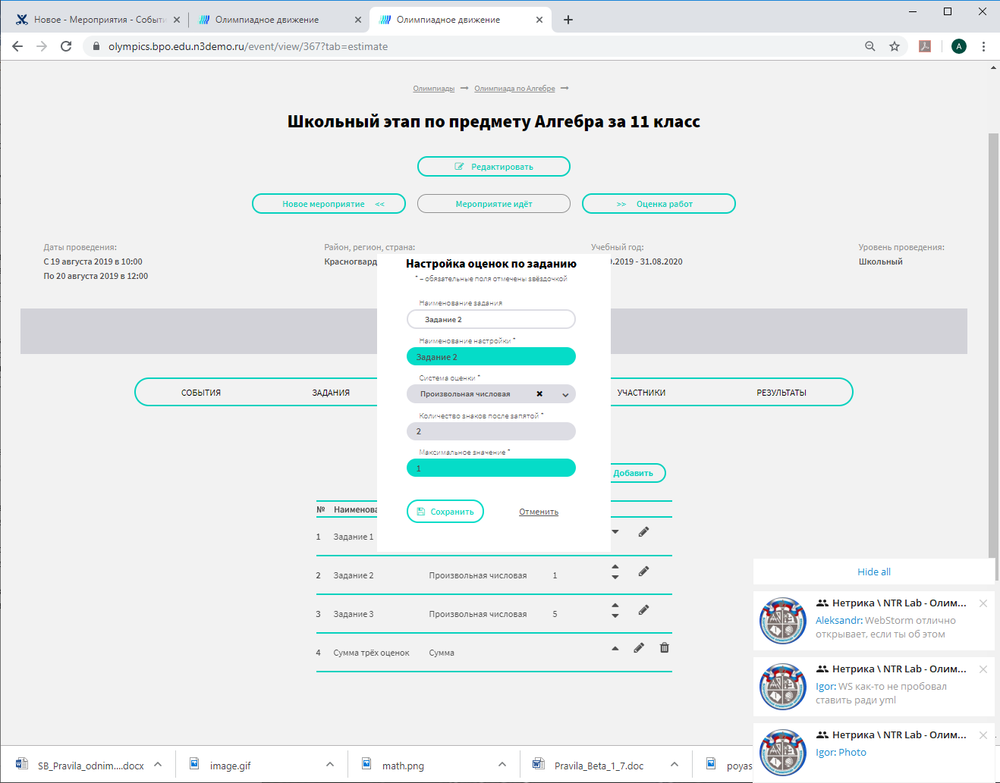 Новое - Мероприятия - Событи
Олимпиадное движение
Олимпиадное движение
olympics.bpo.edu.n3demo.ru/event/view/367?tab=estimate
A
Олимпиады → Олимпиада по Алгебре →
Школьный этап по предмету Алгебра за 11 класс
Редактировать
Новое мероприятие <<
Мероприятие идёт
>> Оценка работ
Даты проведения:
С 19 августа 2019 в 10:00
По 20 августа 2019 в 12:00
Район, регион, страна:
Красногвард
Учебный год:
.2019 - 31.08.2020
Уровень проведения:
Школьный
Настройка оценок по заданию
* – обязательные поля отмечены звёздочкой
Наименование задания
Задание 2
Наименование настройки *
Задание 2
Система оценки *
Произвольная числовая
Количество знаков после запятой *
2
Максимальное значение *
1
Сохранить
Отменить
СОБЫТИЯ
ЗАДАНИЯ
УЧАСТНИКИ
РЕЗУЛЬТАТЫ
Добавить
№ Наименова
1 Задание 1
2 Задание 2 Произвольная числовая 1
3 Задание 3 Произвольная числовая 5
4 Сумма трёх оценок Сумма
Hide all
Нетрика \ NTR Lab - Олим...
Aleksandr: WebStorm отлично
открывает, если ты об этом
Нетрика \ NTR Lab - Олим...
Igor: WS как-то не пробовал
ставить ради yml
Нетрика \ NTR Lab - Олим...
Igor: Photo
SB_Pravila_odnim....docx
image.gif
math.png
Pravila_Beta_1_7.doc
poyas